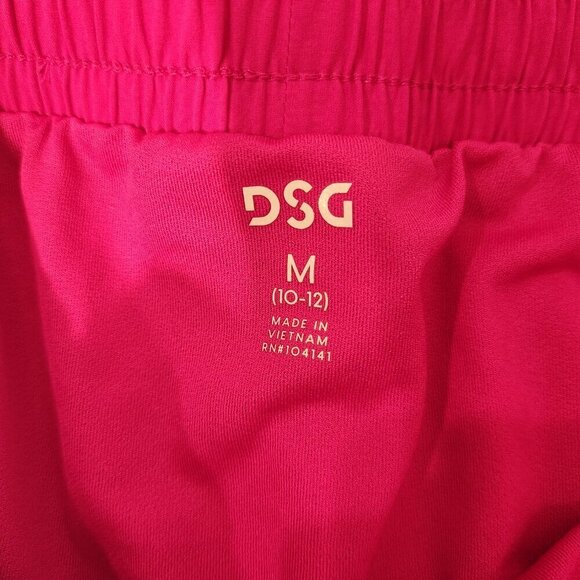 DSG
M
(10-12)
MADE IN
VIETNAM
RN#104141